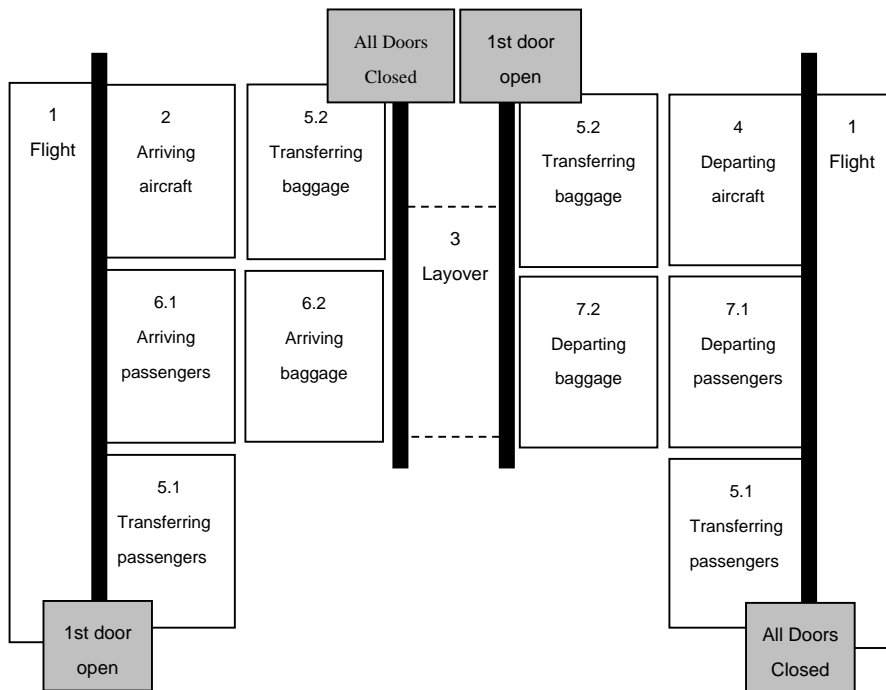 All Doors
Closed
1st door
open
1
Flight
2
Arriving
aircraft
5.2
Transferring
baggage
5.2
Transferring
baggage
4
Departing
aircraft
1
Flight
3
Layover
6.1
Arriving
passengers
6.2
Arriving
baggage
7.2
Departing
baggage
7.1
Departing
passengers
5.1
Transferring
passengers
5.1
Transferring
passengers
1st door
open
All Doors
Closed